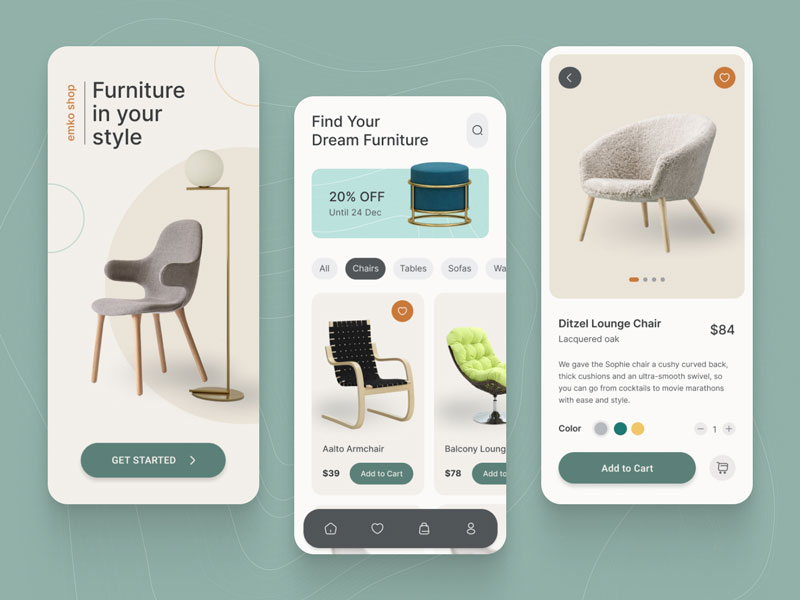 emko shop
Furniture
in your
style
GET STARTED
Find Your
Dream Furniture
20% OFF
Until 24 Dec
All
Chairs
Tables
Sofas
Wa
Aalto Armchair
$39
Add to Cart
Balcony Loung
$78
Add to
Ditzel Lounge Chair
$84
Lacquered oak
We gave the Sophie chair a cushy curved back,
thick cushions and an ultra-smooth swivel, so
you can go from cocktails to movie marathons
with ease and style.
Color
1
Add to Cart